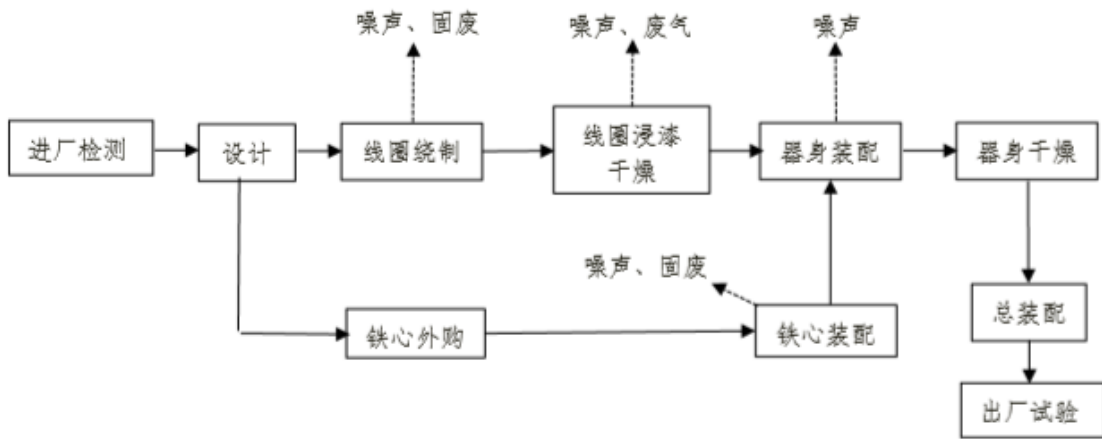 噪声、固废
噪声、废气
噪声
进厂检测
设计
线圈绕制
线圈浸漆
干燥
器身装配
器身干燥
噪声、固废
铁心外购
铁心装配
总装配
出厂试验